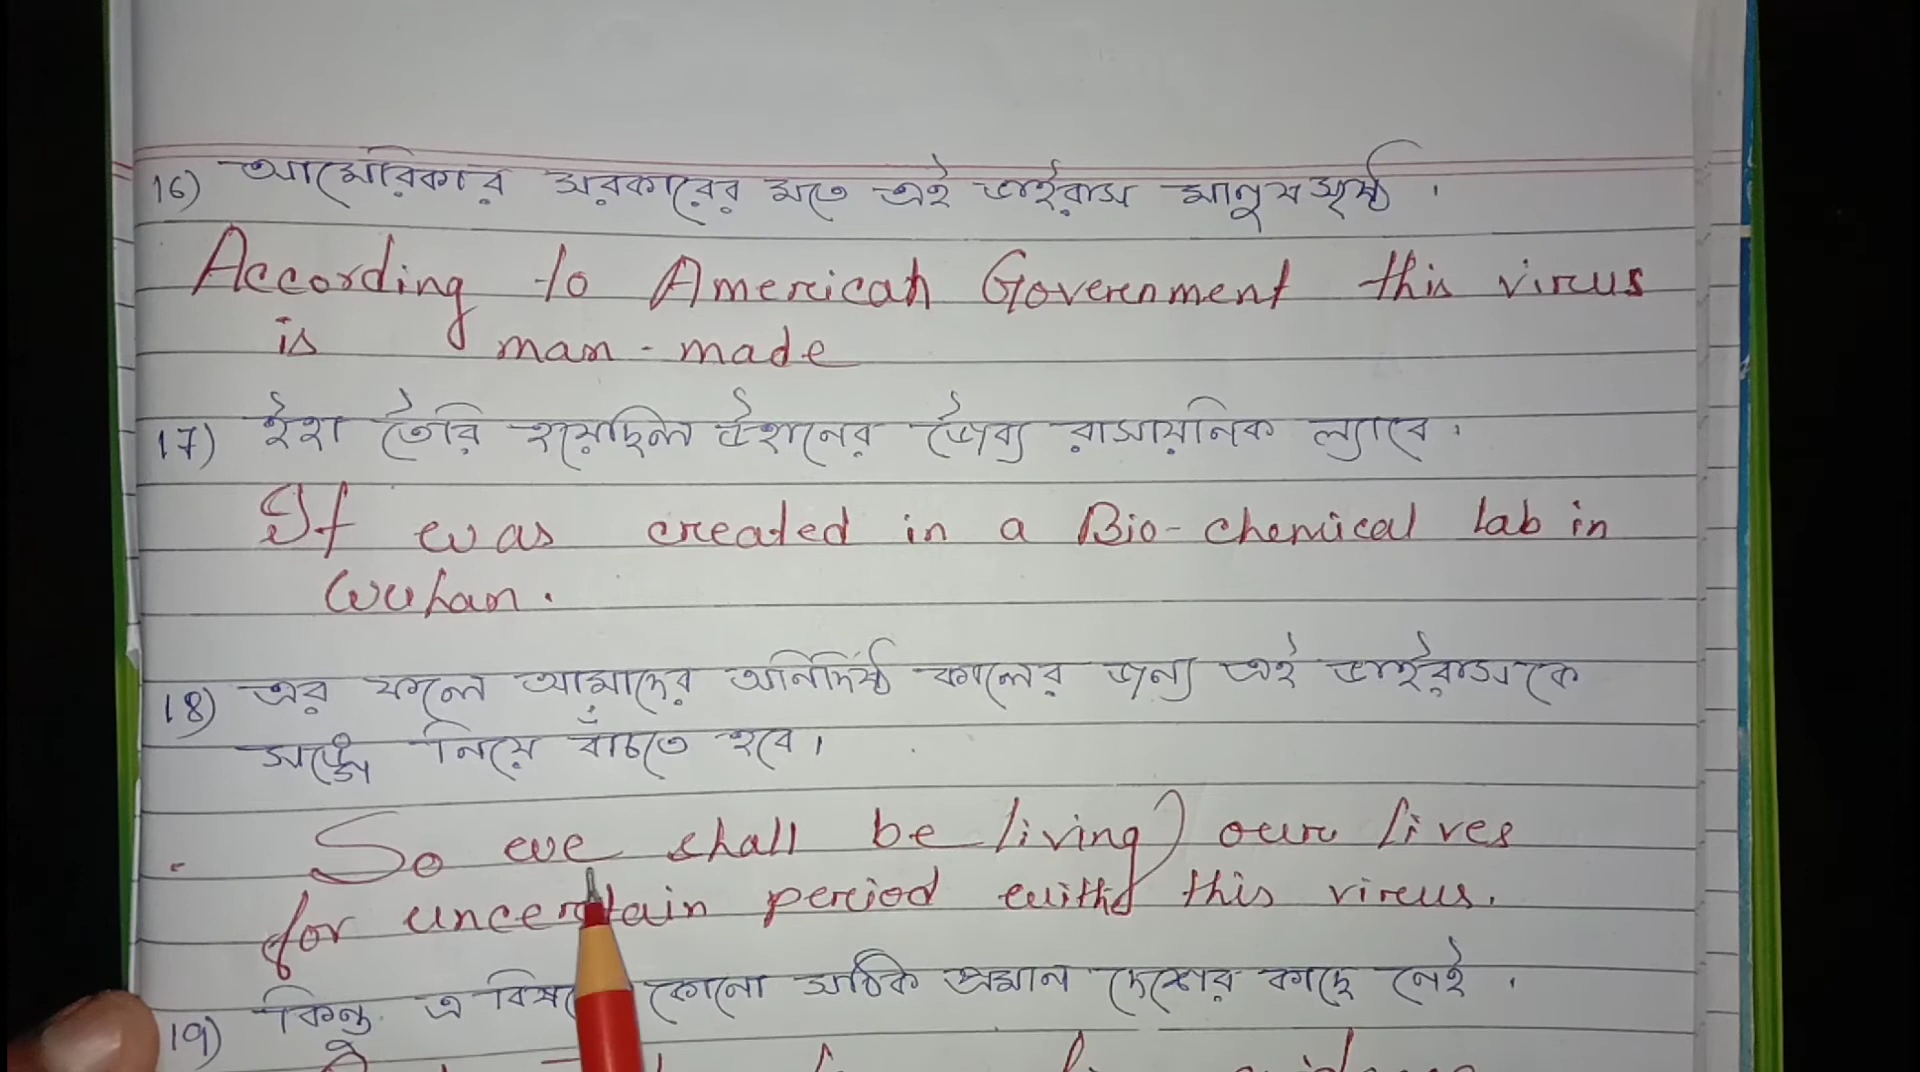 16) আমেরিকার সরকারের মতে এই ভাইরাস মানুষসৃষ্ট।
According to American Government this virus
is man-made
17) ইহা তৈরি হয়েছিল উহানের জৈব্য রাসায়নিক ল্যাবে।
It was created in a Bio-chemical lab in
Wuhan.
18) এর ফলে আমাদের অনির্দিষ্ট কালের জন্য এই ভাইরাসকে
সঙ্গে নিয়ে বাঁচতে হবে।
So we shall be living our lives
for uncertain period with this virus.
19) কিন্তু এ কোনো সঠিক প্রমান দেশের কাছে নেই।